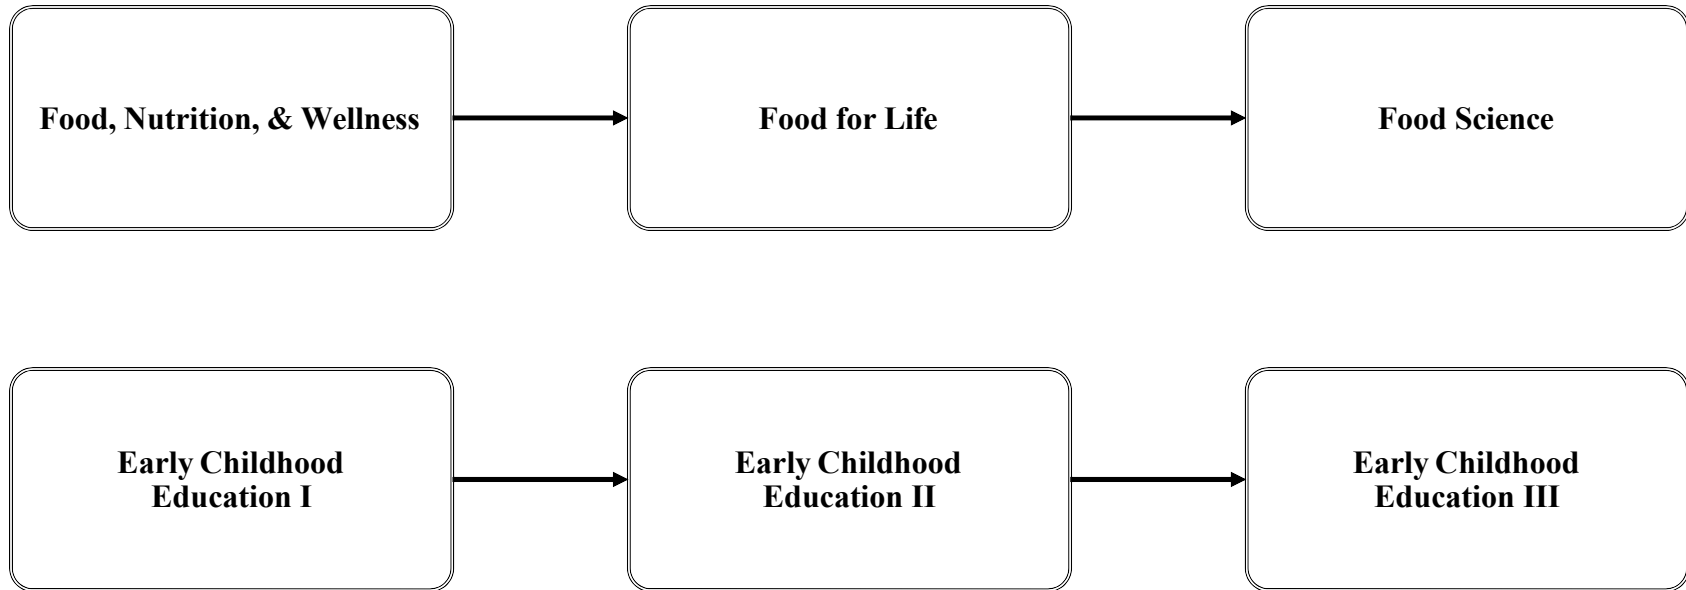 Food, Nutrition, & Wellness
Food for Life
Food Science
Early Childhood
Education I
Early Childhood
Education II
Early Childhood
Education III